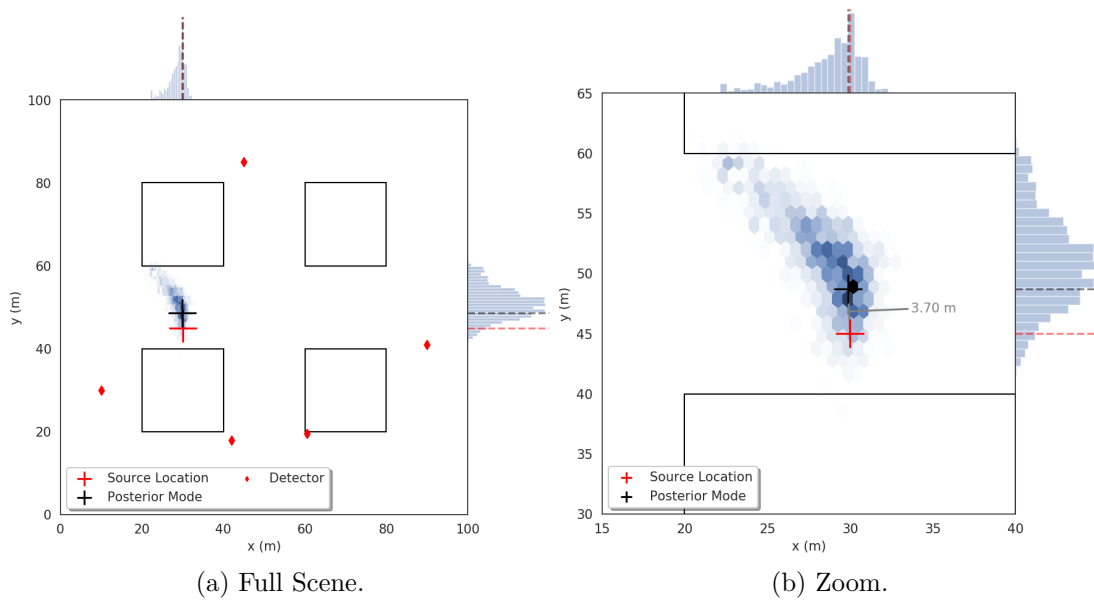 100
80
60
40
20
0
y (m)
0 20 40 60 80 100
x (m)
Source Location
Posterior Mode
Detector
(a) Full Scene.
65
60
55
50
45
40
35
30
y (m)
3.70 m
15 20 25 30 35 40
x (m)
Source Location
Posterior Mode
(b) Zoom.